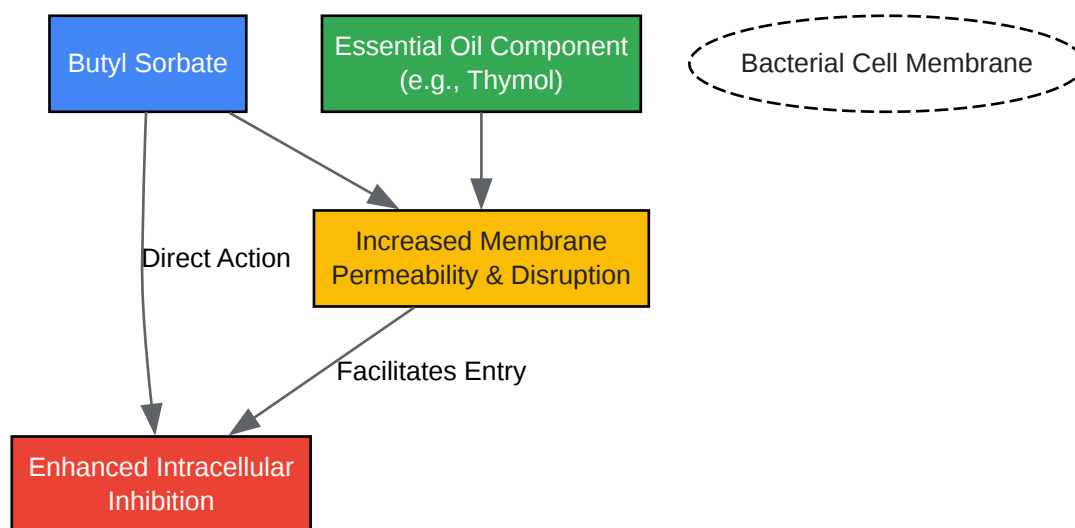 Butyl Sorbate
Essential Oil Component
(e.g., Thymol)
Bacterial Cell Membrane
Increased Membrane
Permeability & Disruption
Direct Action
Facilitates Entry
Enhanced Intracellular
Inhibition